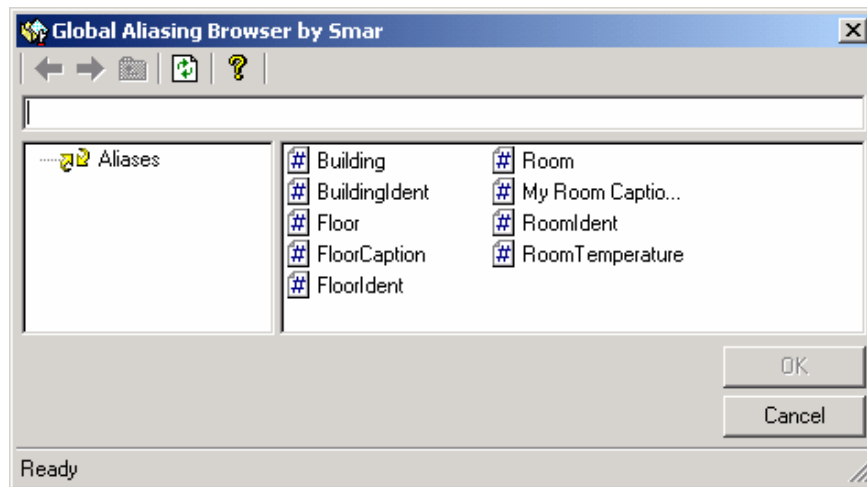 Global Aliasing Browser by Smar
Aliases
Building
BuildingIdent
Floor
FloorCaption
FloorIdent
Room
My Room Captio...
RoomIdent
RoomTemperature
OK
Cancel
Ready